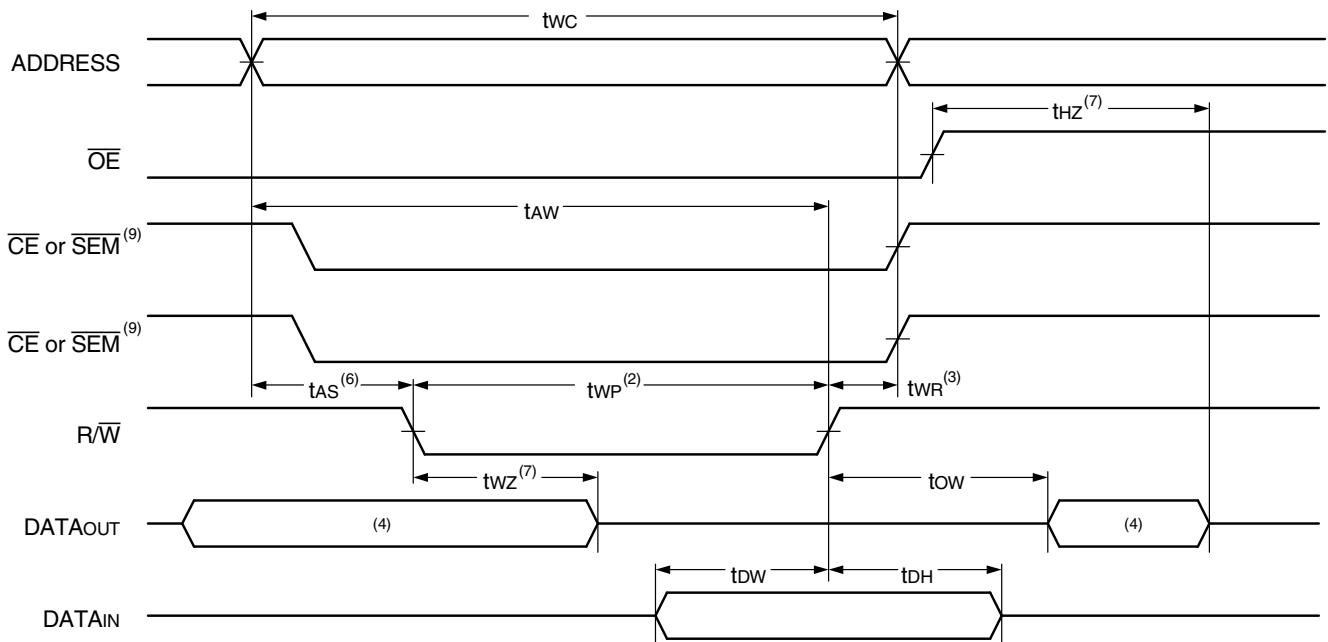 tWC
ADDRESS
tHZ(7)
OE
tAW
CE or SEM(9)
CE or SEM(9)
tAS(6) tWP(2) tWR(3)
R/W
tWZ(7) tOW
DATAOUT (4) (4)
tDW tDH
DATAIN